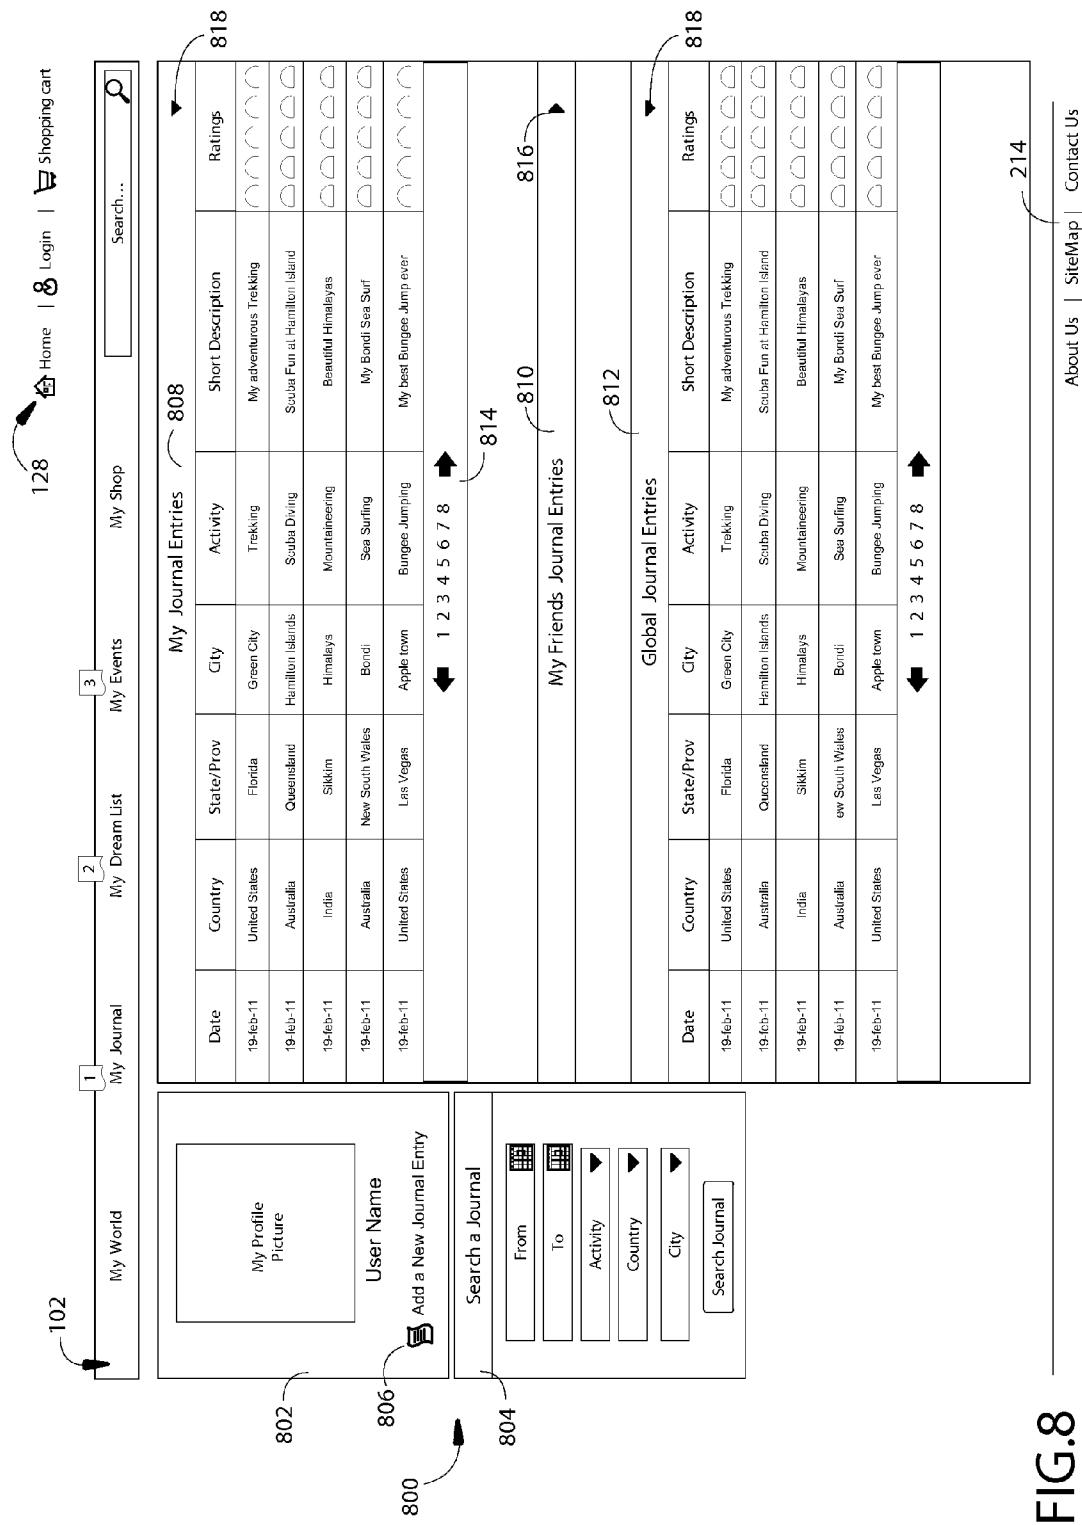 128
Home | Login | Shopping cart
102
1 2 3
My World My Journal My Dream List My Events My Shop Search...
802
My Profile
Picture
User Name
806
Add a New Journal Entry
800
804
Search a Journal
From
To
Activity
Country
City
Search Journal
My Journal Entries 808 818
Date Country State/Prov City Activity Short Description Ratings
19-feb-11 United States Florida Green City Trekking My adventurous Trekking
19-feb-11 Australia Queensland Hamilton Islands Scuba Diving Scuba Fun at Hamilton Island
19-feb-11 India Sikkim Himalays Mountaineering Beautiful Himalayas
19-feb-11 Australia New South Wales Bondi Sea Surfing My Bondi Sea Surf
19-feb-11 United States Las Vegas Apple town Bungee Jumping My best Bungee Jump ever
1 2 3 4 5 6 7 8
814
My Friends Journal Entries 810 816
Global Journal Entries 812 818
Date Country State/Prov City Activity Short Description Ratings
19-feb-11 United States Florida Green City Trekking My adventurous Trekking
19-feb-11 Australia Queensland Hamilton Islands Scuba Diving Scuba Fun at Hamilton Island
19-feb-11 India Sikkim Himalays Mountaineering Beautiful Himalayas
19-feb-11 Australia ew South Wales Bondi Sea Surfing My Bondi Sea Surf
19-feb-11 United States Las Vegas Apple town Bungee Jumping My best Bungee Jump ever
1 2 3 4 5 6 7 8
214
About Us | SiteMap | Contact Us
FIG.8